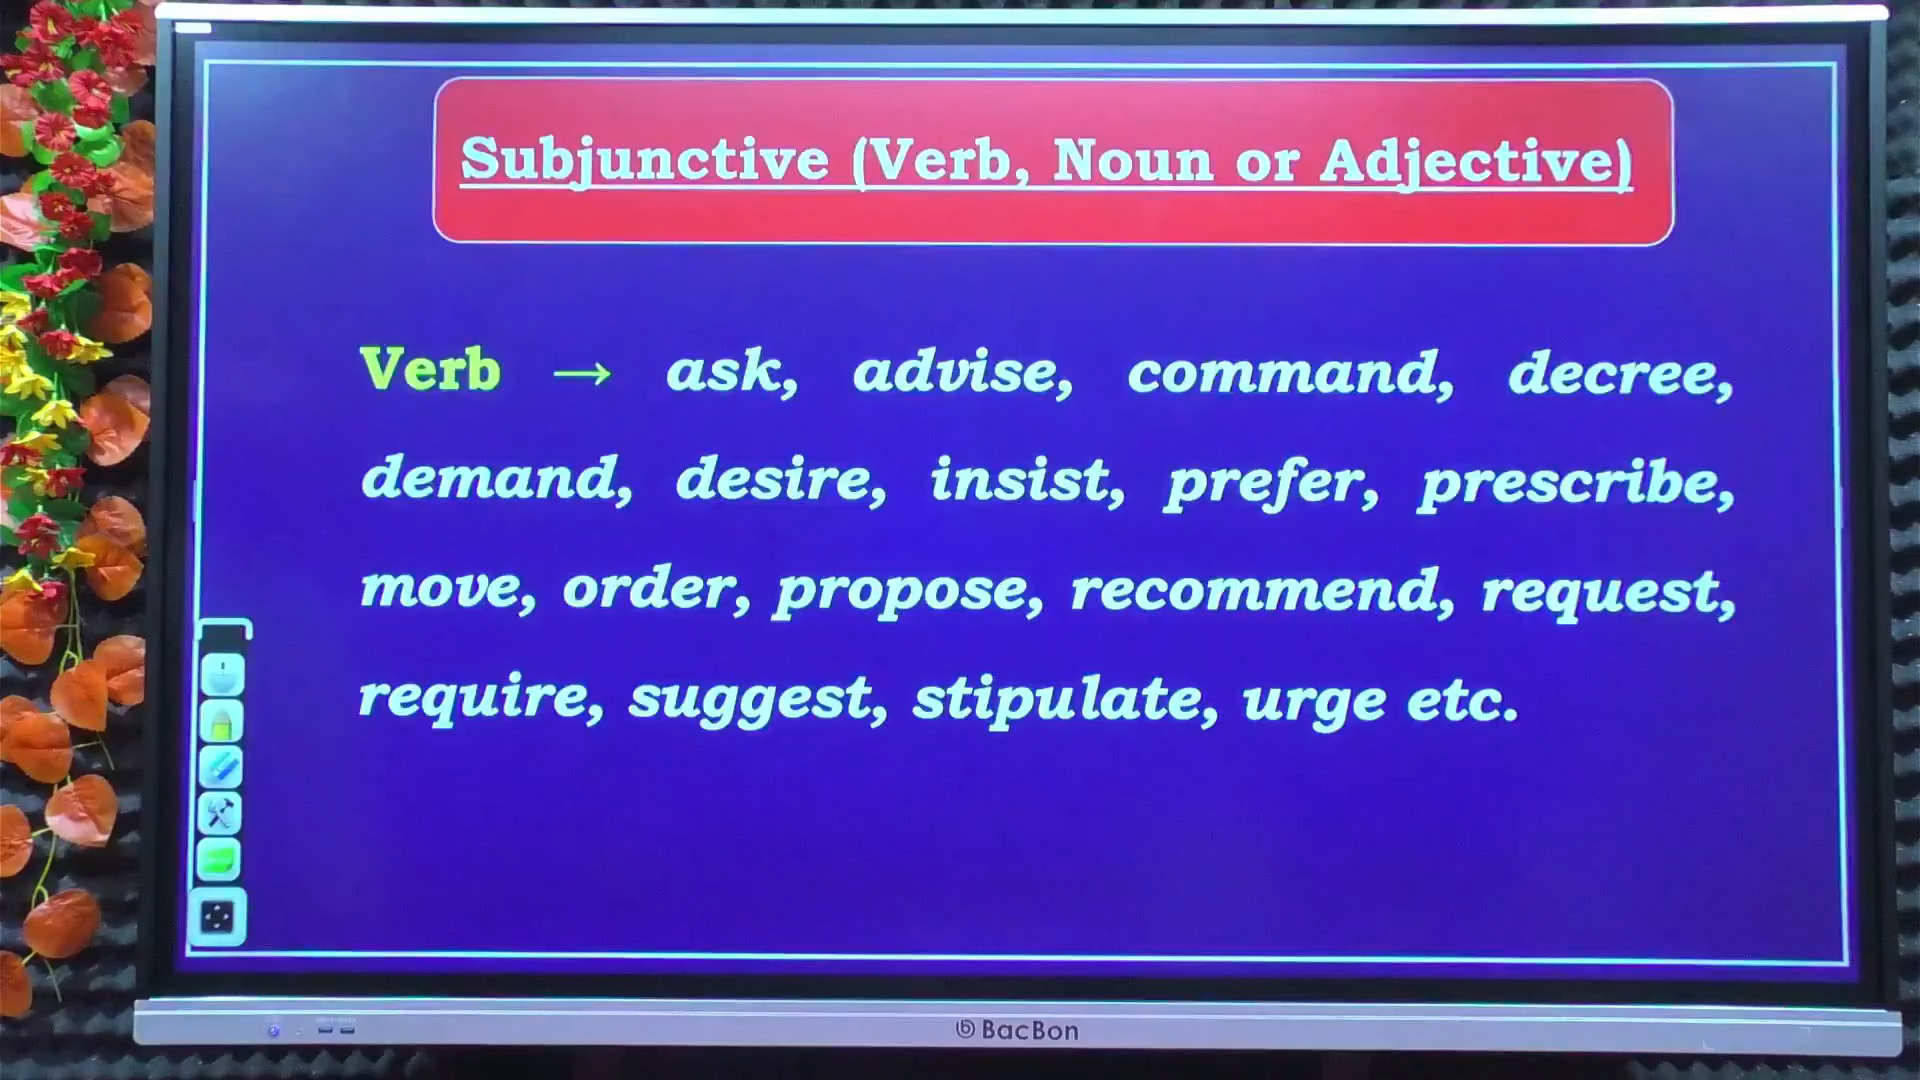 Subjunctive (Verb, Noun or Adjective)
Verb → ask, advise, command, decree,
demand, desire, insist, prefer, prescribe,
move, order, propose, recommend, request,
require, suggest, stipulate, urge etc.
BacBon